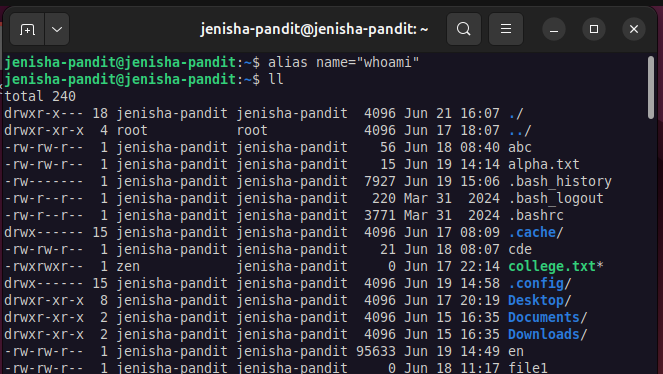 jenisha-pandit@jenisha-pandit: ~
jenisha-pandit@jenisha-pandit:~$ alias name="whoami"
jenisha-pandit@jenisha-pandit:~$ ll
total 240
drwxr-x--- 18 jenisha-pandit jenisha-pandit  4096 Jun 21 16:07 ./
drwxr-xr-x  4 root           root            4096 Jun 17 18:07 ../
-rw-rw-r--  1 jenisha-pandit jenisha-pandit    56 Jun 18 08:40 abc
-rw-rw-r--  1 jenisha-pandit jenisha-pandit    15 Jun 19 14:14 alpha.txt
-rw-------  1 jenisha-pandit jenisha-pandit  7927 Jun 19 15:06 .bash_history
-rw-r--r--  1 jenisha-pandit jenisha-pandit   220 Mar 31  2024 .bash_logout
-rw-r--r--  1 jenisha-pandit jenisha-pandit  3771 Mar 31  2024 .bashrc
drwx------ 15 jenisha-pandit jenisha-pandit  4096 Jun 17 08:09 .cache/
-rw-rw-r--  1 jenisha-pandit jenisha-pandit    21 Jun 18 08:07 cde
-rwxrwxr--  1 zen            jenisha-pandit     0 Jun 17 22:14 college.txt*
drwx------ 15 jenisha-pandit jenisha-pandit  4096 Jun 19 14:58 .config/
drwxr-xr-x  8 jenisha-pandit jenisha-pandit  4096 Jun 17 20:19 Desktop/
drwxr-xr-x  2 jenisha-pandit jenisha-pandit  4096 Jun 15 16:35 Documents/
drwxr-xr-x  2 jenisha-pandit jenisha-pandit  4096 Jun 15 16:35 Downloads/
-rw-rw-r--  1 jenisha-pandit jenisha-pandit 95633 Jun 19 14:49 en
-rw-rw-r--  1 jenisha-pandit jenisha-pandit     0 Jun 18 11:17 file1